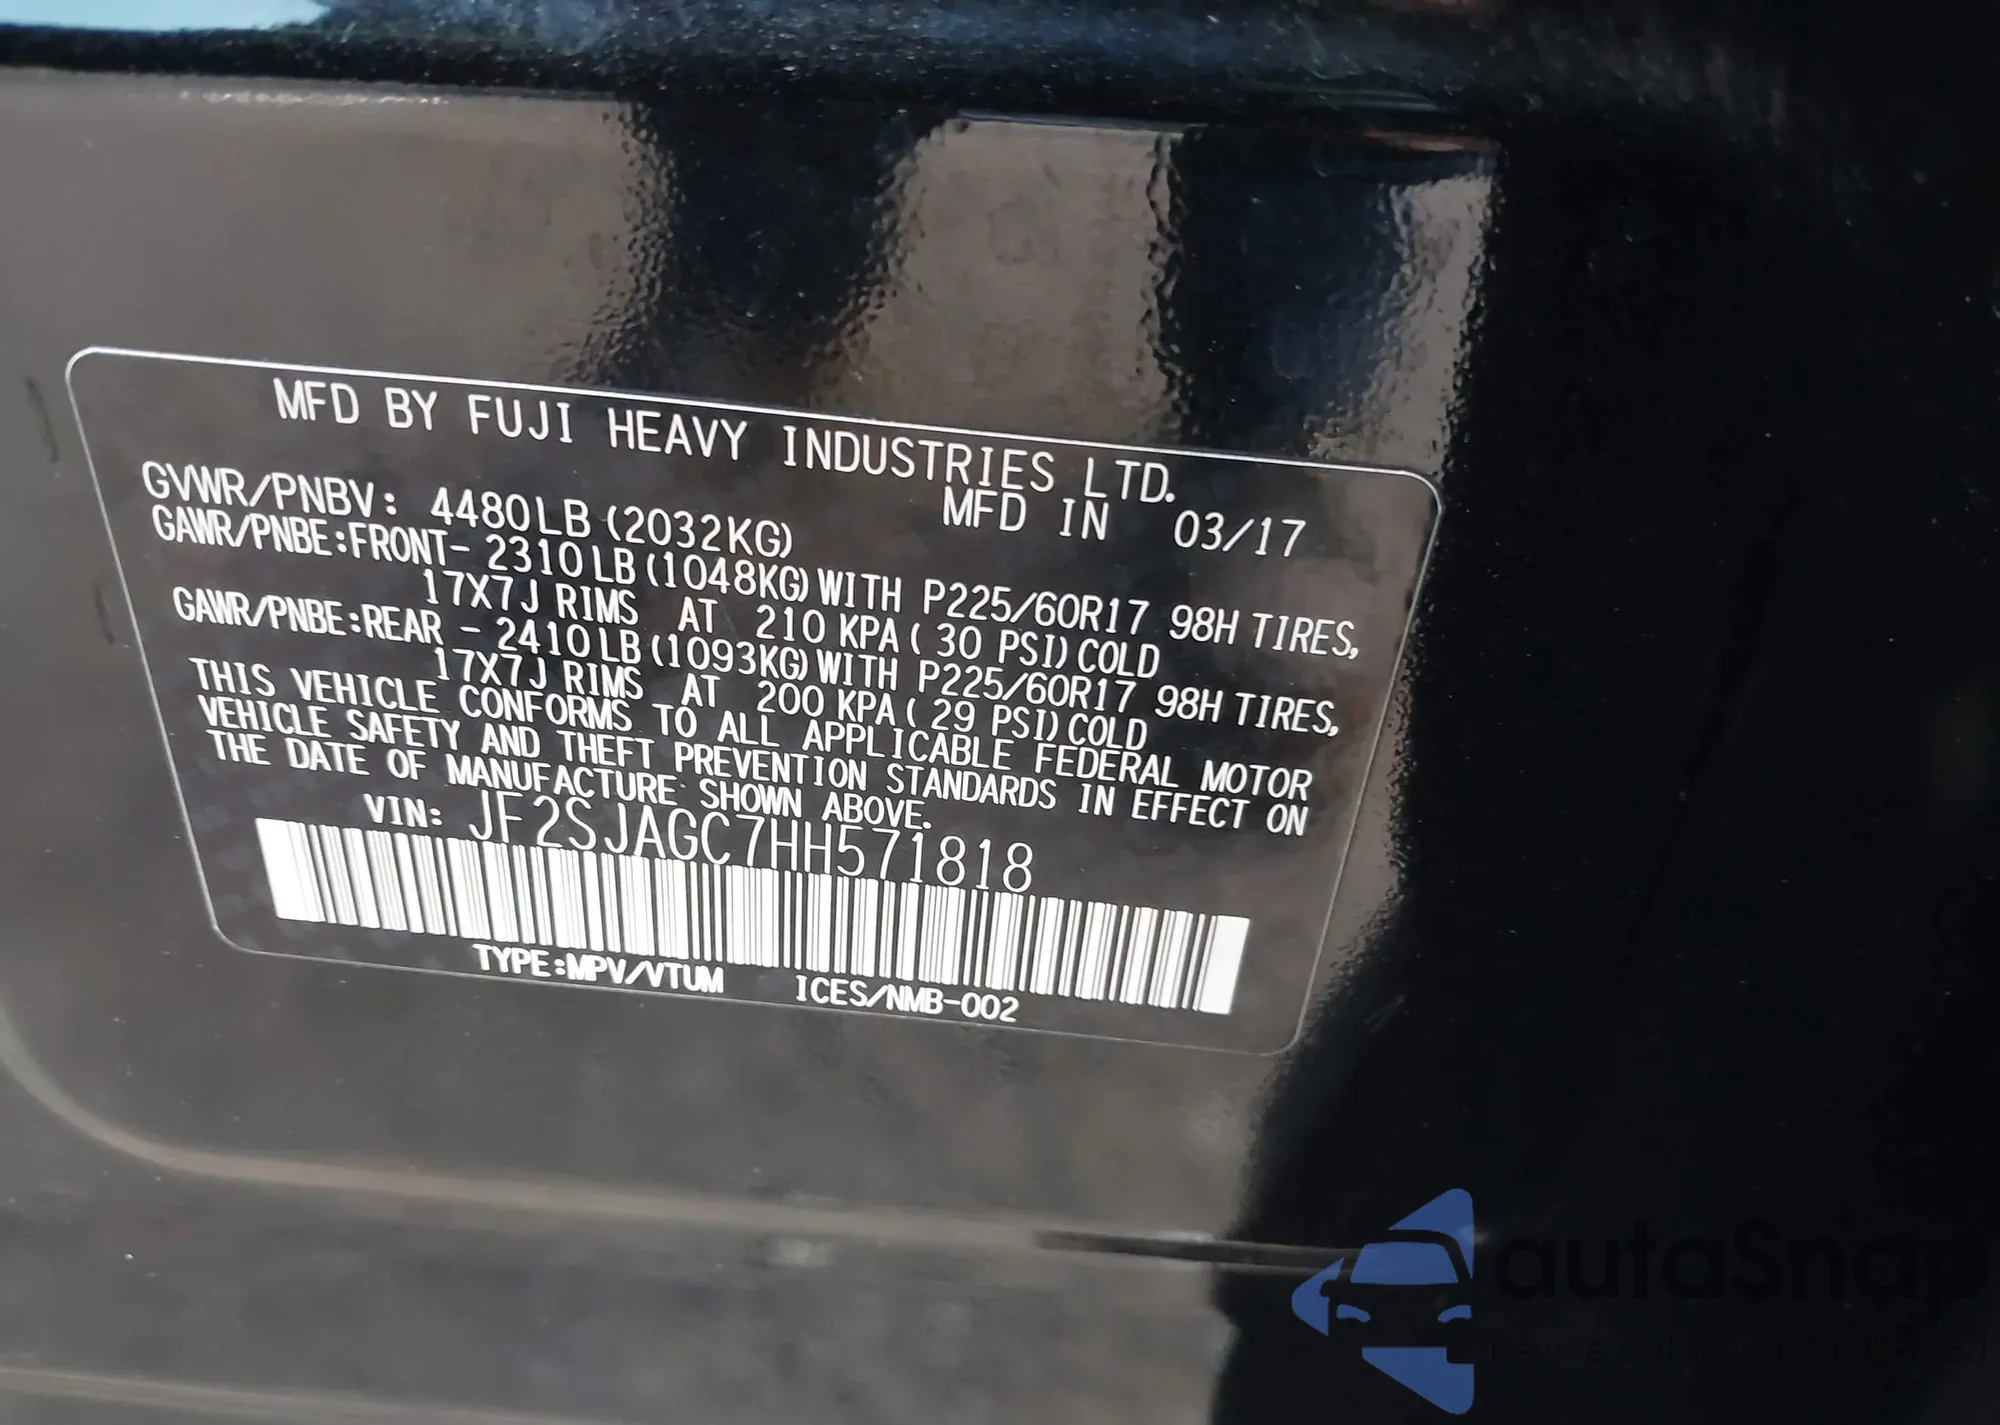 MFD BY FUJI HEAVY INDUSTRIES LTD.
MFD IN 03/17
GVWR/PNBV: 4480LB (2032KG)
GAWR/PNBE:FRONT- 2310LB (1048KG) WITH P225/60R17 98H TIRES,
17X7J RIMS AT 210 KPA ( 30 PSI) COLD
GAWR/PNBE:REAR - 2410LB (1093KG) WITH P225/60R17 98H TIRES,
17X7J RIMS AT 200 KPA ( 29 PSI) COLD
THIS VEHICLE CONFORMS TO ALL APPLICABLE FEDERAL MOTOR
VEHICLE SAFETY AND THEFT PREVENTION STANDARDS IN EFFECT ON
THE DATE OF MANUFACTURE SHOWN ABOVE.
VIN: JF2SJAGC7HH571818
TYPE:MPV/VTUM ICES/NMB-002
autaSnap